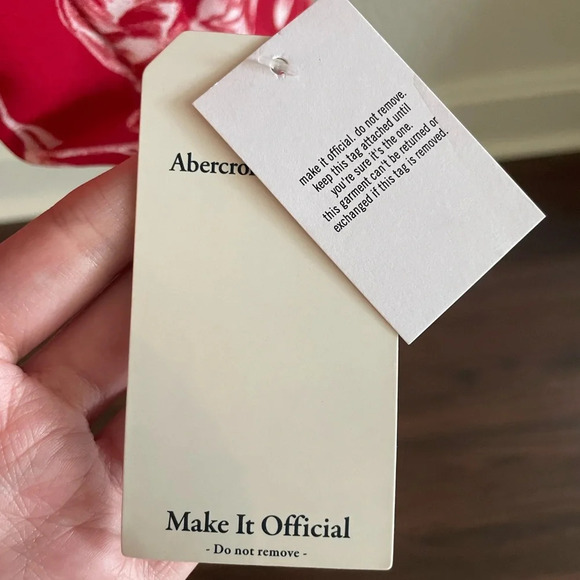 Abercro
make it official. do not remove.
keep this tag attached until
you're sure it's the one.
this garment can't be returned or
exchanged if this tag is removed.
Make It Official
- Do not remove -